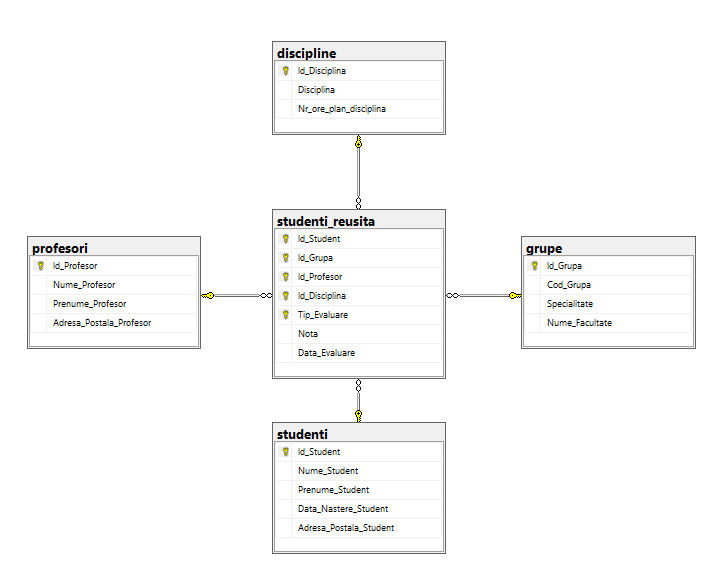 discipline
Id_Disciplina
Disciplina
Nr_ore_plan_disciplina
studenti_reusita
Id_Student
Id_Grupa
Id_Profesor
Id_Disciplina
Tip_Evaluare
Nota
Data_Evaluare
profesori
Id_Profesor
Nume_Profesor
Prenume_Profesor
Adresa_Postala_Profesor
grupe
Id_Grupa
Cod_Grupa
Specialitate
Nume_Facultate
studenti
Id_Student
Nume_Student
Prenume_Student
Data_Nastere_Student
Adresa_Postala_Student